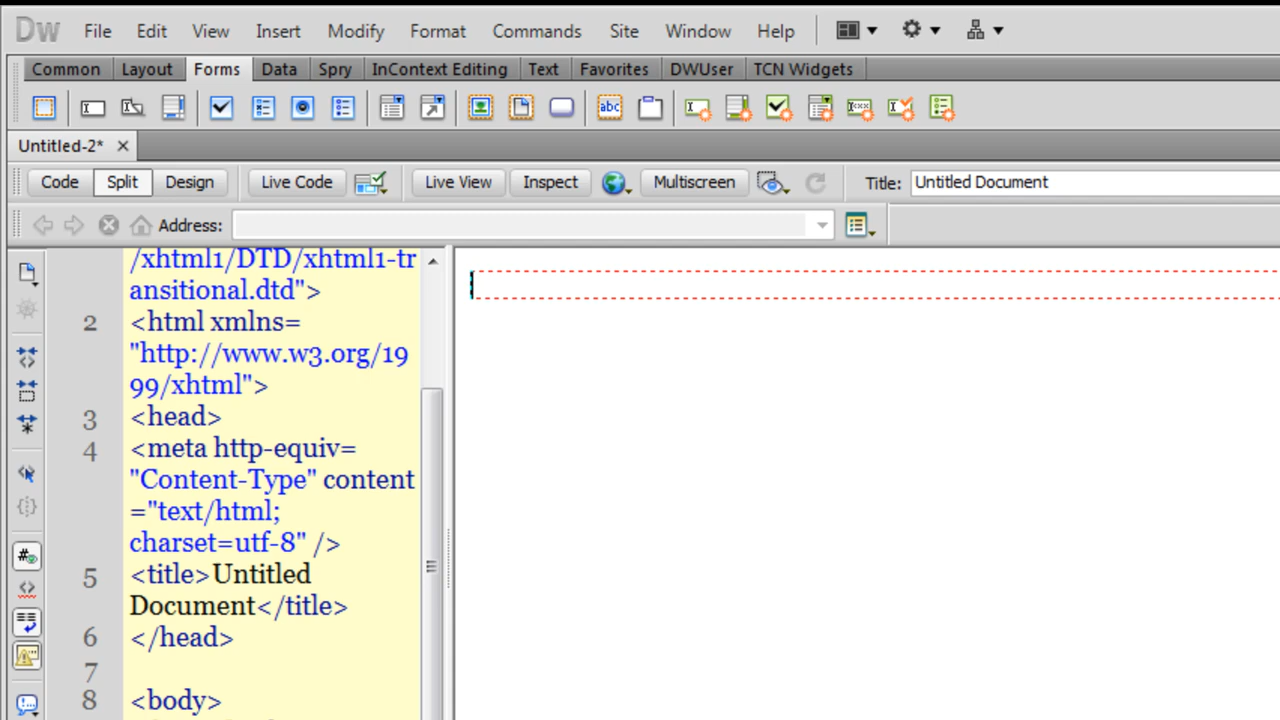 Dw File Edit View Insert Modify Format Commands Site Window Help
Common Layout Forms Data Spry InContext Editing Text Favorites DWUser TCN Widgets
abc
Untitled-2* ×
Code Split Design Live Code Live View Inspect Multiscreen Title: Untitled Document
Address:
/xhtml1/DTD/xhtml1-tr
ansitional.dtd">
2 <html xmlns=
"http://www.w3.org/19
99/xhtml">
3 <head>
4 <meta http-equiv=
"Content-Type" content
="text/html;
charset=utf-8" />
5 <title>Untitled
Document</title>
6 </head>
7
8 <body>